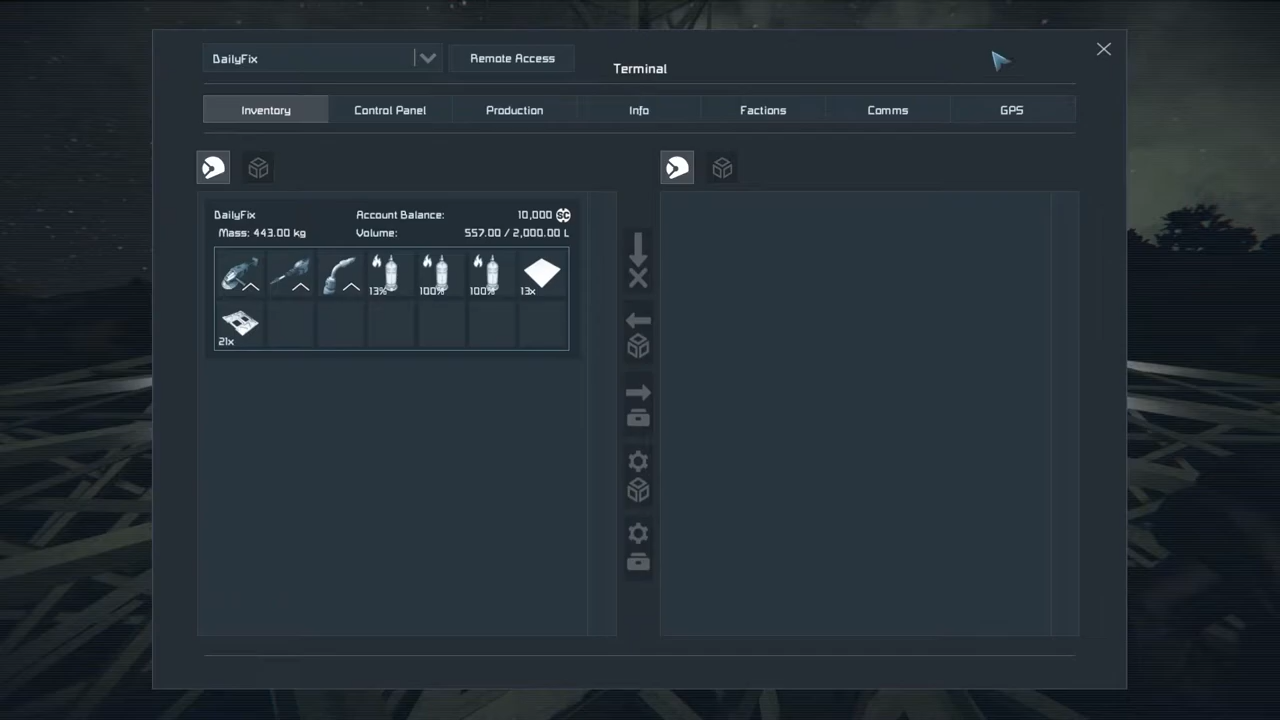 DailyFix
Remote Access
Terminal
Inventory
Control Panel
Production
Info
Factions
Comms
GPS
DailyFix
Account Balance:
10,000 SC
Mass: 443.00 kg
Volume:
557.00 / 2,000.00 L
13%
100%
100%
13x
21x